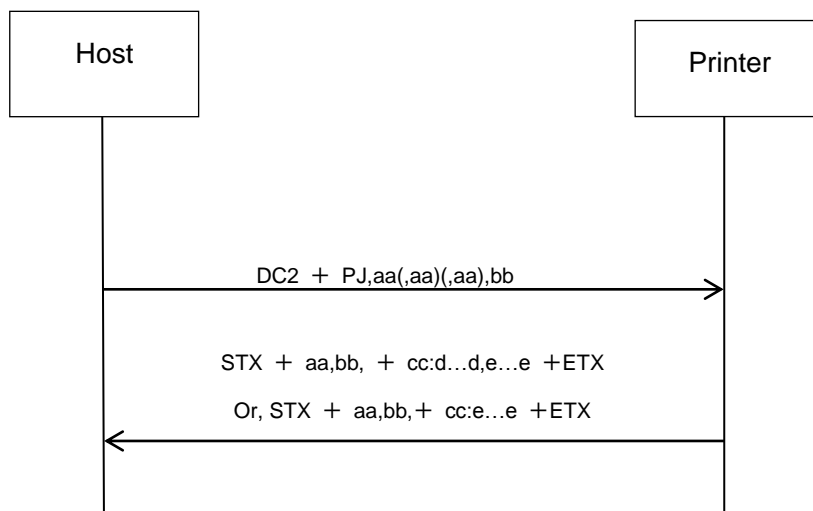 Host
Printer
DC2 ＋ PJ,aa(,aa)(,aa),bb
STX ＋ aa,bb, ＋ cc:d…d,e…e ＋ETX
Or, STX ＋ aa,bb,＋ cc:e…e ＋ETX